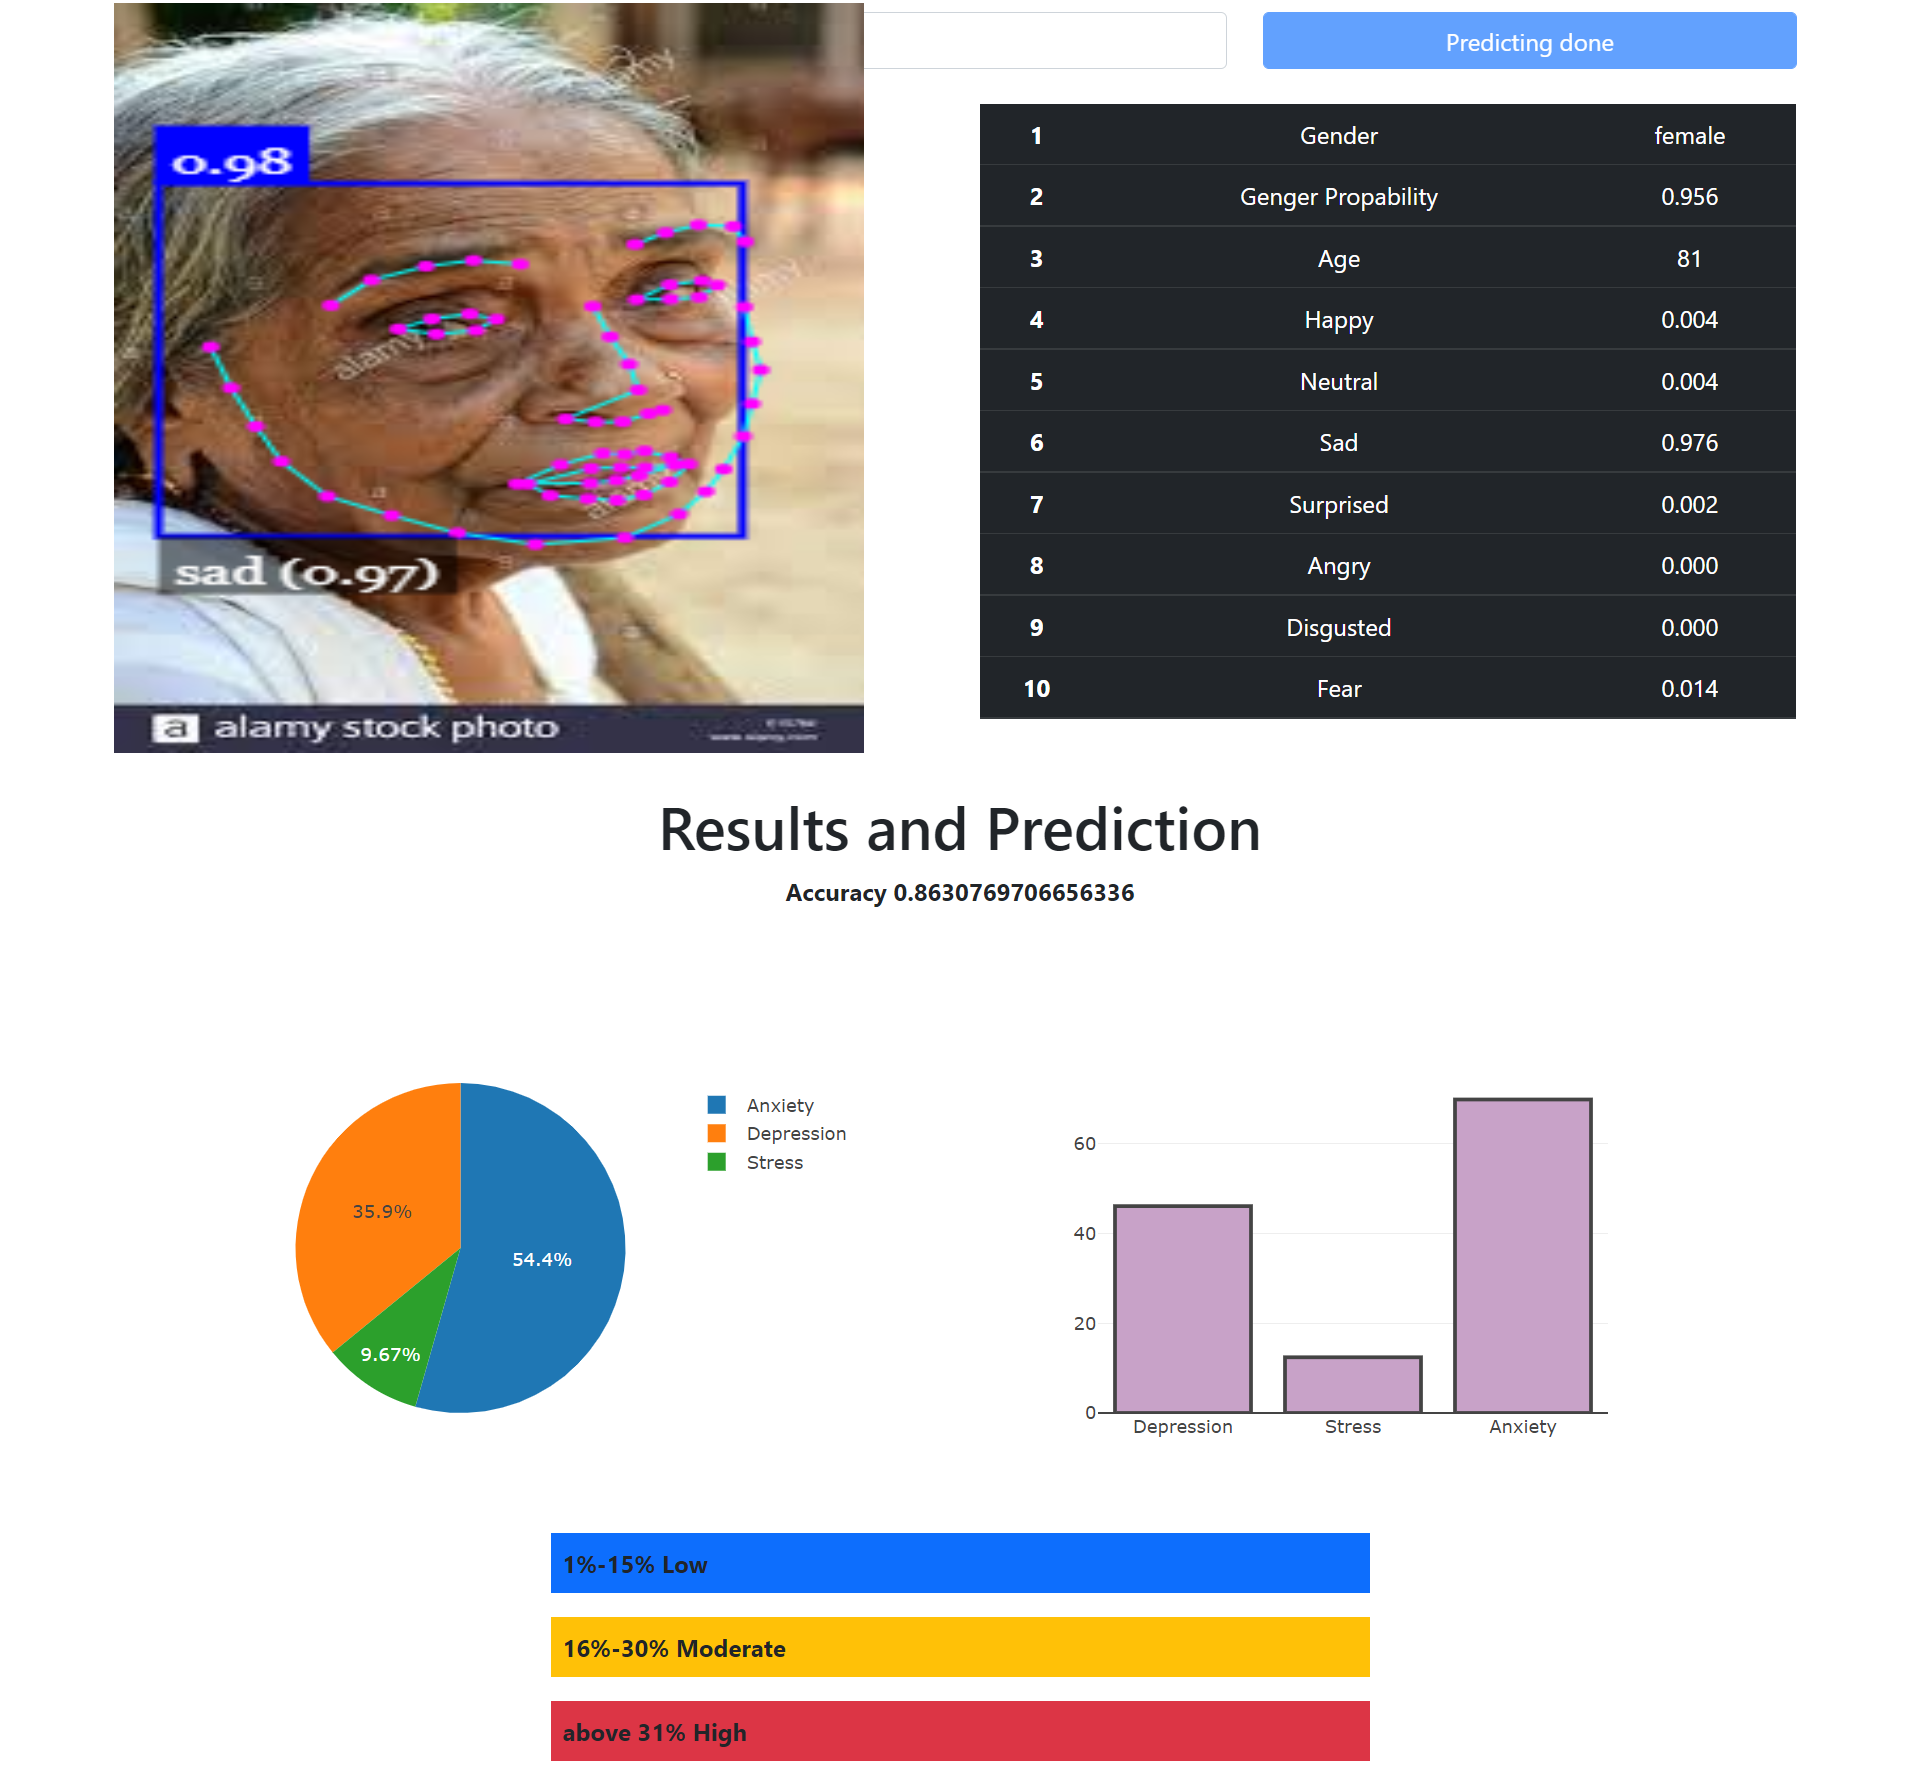 Predicting done
0.98
sad (0.97)
alamy
alamy
alamy
a alamy stock photo
1 Gender female
2 Genger Propability 0.956
3 Age 81
4 Happy 0.004
5 Neutral 0.004
6 Sad 0.976
7 Surprised 0.002
8 Angry 0.000
9 Disgusted 0.000
10 Fear 0.014
Results and Prediction
Accuracy 0.8630769706656336
Anxiety
Depression
Stress
35.9%
54.4%
9.67%
60
40
20
0
Depression Stress Anxiety
1%-15% Low
16%-30% Moderate
above 31% High